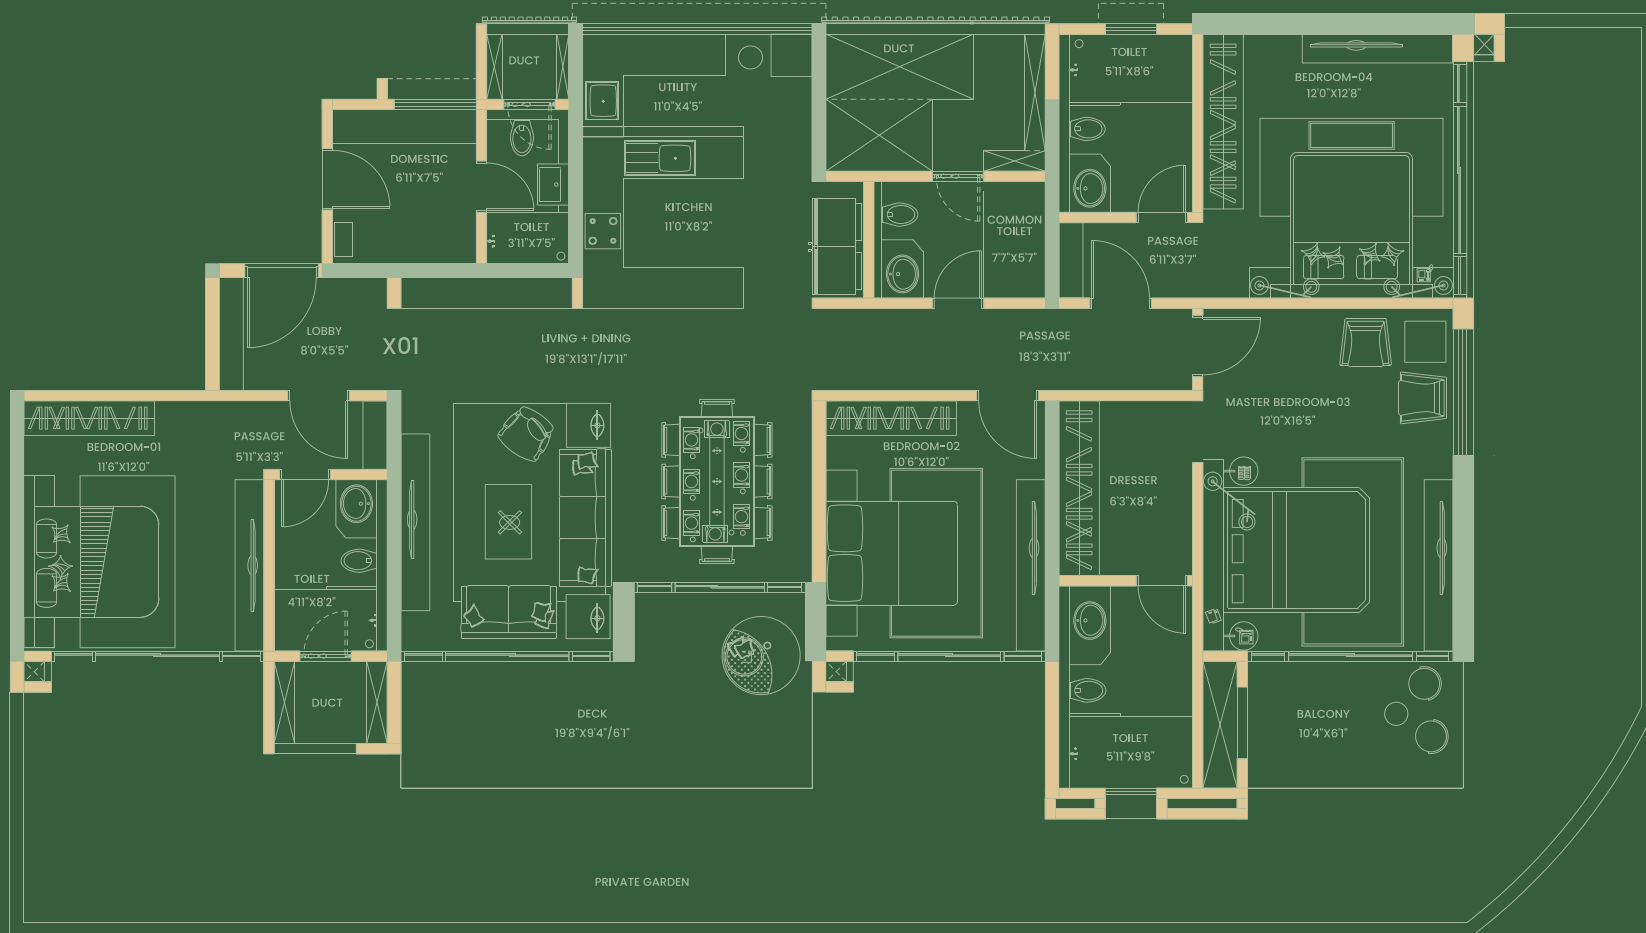 DUCT
UTILITY
11'0"X4'5"
DUCT
TOILET
5'11"X8'6"
BEDROOM-04
12'0"X12'8"
DOMESTIC
6'11"X7'5"
TOILET
3'11"X7'5"
KITCHEN
11'0"X8'2"
COMMON
TOILET
7'7"X5'7"
PASSAGE
6'11"X3'7"
LOBBY
8'0"X5'5"
X01
LIVING + DINING
19'8"X13'1"/17'11"
PASSAGE
18'3"X3'11"
MASTER BEDROOM-03
12'0"X16'5"
BEDROOM-01
11'6"X12'0"
PASSAGE
5'11"X3'3"
BEDROOM-02
10'6"X12'0"
DRESSER
6'3"X8'4"
TOILET
4'11"X8'2"
DUCT
DECK
19'8"X9'4"/6'1"
TOILET
5'11"X9'8"
BALCONY
10'4"X6'1"
PRIVATE GARDEN